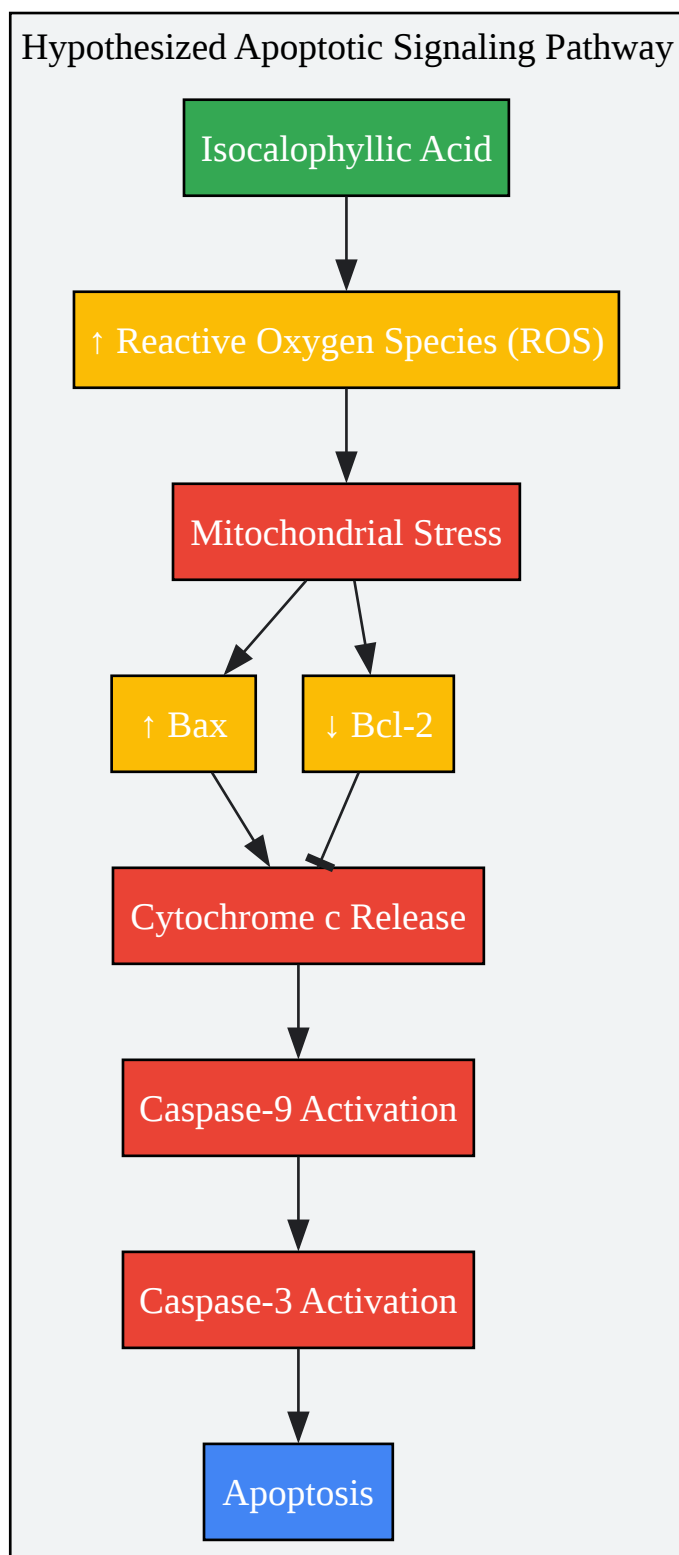 Hypothesized Apoptotic Signaling Pathway
Isocalophyllic Acid
↑ Reactive Oxygen Species (ROS)
Mitochondrial Stress
↑ Bax
↓ Bcl-2
Cytochrome c Release
Caspase-9 Activation
Caspase-3 Activation
Apoptosis